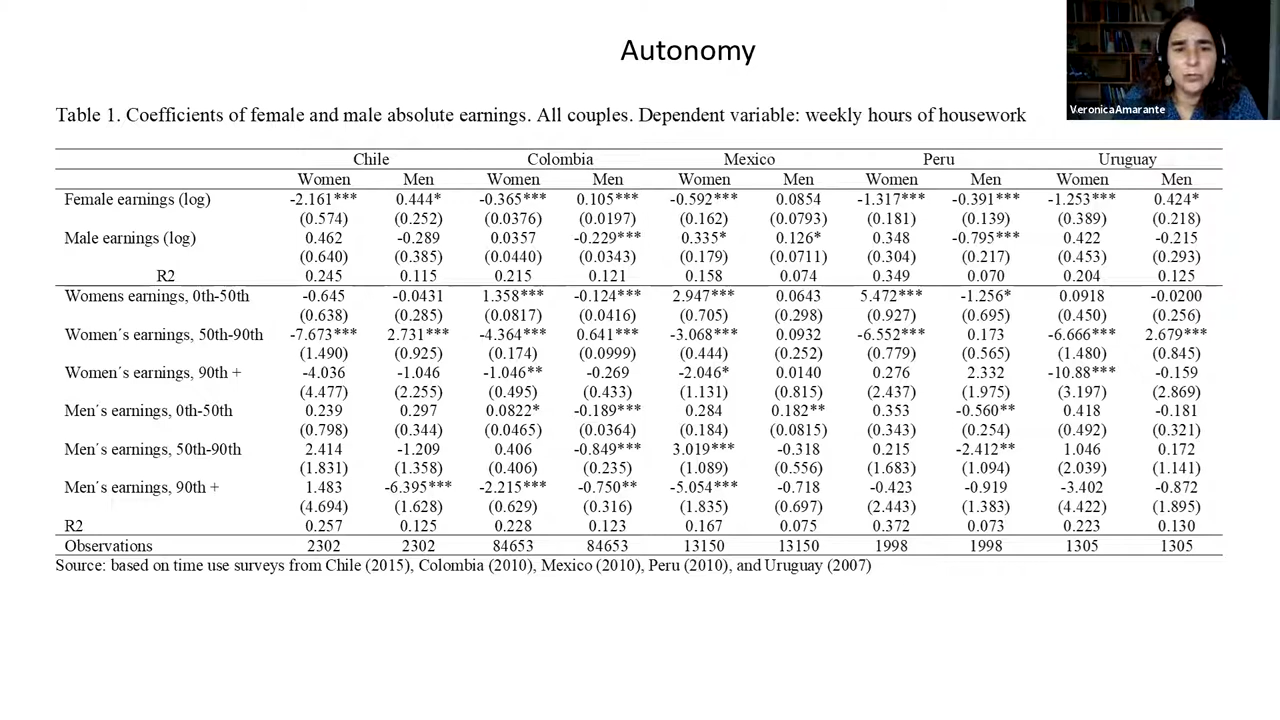 Autonomy
Veronica Amarante
Table 1. Coefficients of female and male absolute earnings. All couples. Dependent variable: weekly hours of housework
Chile Colombia Mexico Peru Uruguay
Women Men Women Men Women Men Women Men Women Men
Female earnings (log) -2.161*** 0.444* -0.365*** 0.105*** -0.592*** 0.0854 -1.317*** -0.391*** -1.253*** 0.424*
(0.574) (0.252) (0.0376) (0.0197) (0.162) (0.0793) (0.181) (0.139) (0.389) (0.218)
Male earnings (log) 0.462 -0.289 0.0357 -0.229*** 0.335* 0.126* 0.348 -0.795*** 0.422 -0.215
(0.640) (0.385) (0.0440) (0.0343) (0.179) (0.0711) (0.304) (0.217) (0.453) (0.293)
R2 0.245 0.115 0.215 0.121 0.158 0.074 0.349 0.070 0.204 0.125
Womens earnings, 0th-50th -0.645 -0.0431 1.358*** -0.124*** 2.947*** 0.0643 5.472*** -1.256* 0.0918 -0.0200
(0.638) (0.285) (0.0817) (0.0416) (0.705) (0.298) (0.927) (0.695) (0.450) (0.256)
Women´s earnings, 50th-90th -7.673*** 2.731*** -4.364*** 0.641*** -3.068*** 0.0932 -6.552*** 0.173 -6.666*** 2.679***
(1.490) (0.925) (0.174) (0.0999) (0.444) (0.252) (0.779) (0.565) (1.480) (0.845)
Women´s earnings, 90th + -4.036 -1.046 -1.046** -0.269 -2.046* 0.0140 0.276 2.332 -10.88*** -0.159
(4.477) (2.255) (0.495) (0.433) (1.131) (0.815) (2.437) (1.975) (3.197) (2.869)
Men´s earnings, 0th-50th 0.239 0.297 0.0822* -0.189*** 0.284 0.182** 0.353 -0.560** 0.418 -0.181
(0.798) (0.344) (0.0465) (0.0364) (0.184) (0.0815) (0.343) (0.254) (0.492) (0.321)
Men´s earnings, 50th-90th 2.414 -1.209 0.406 -0.849*** 3.019*** -0.318 0.215 -2.412** 1.046 0.172
(1.831) (1.358) (0.406) (0.235) (1.089) (0.556) (1.683) (1.094) (2.039) (1.141)
Men´s earnings, 90th + 1.483 -6.395*** -2.215*** -0.750** -5.054*** -0.718 -0.423 -0.919 -3.402 -0.872
(4.694) (1.628) (0.629) (0.316) (1.835) (0.697) (2.443) (1.383) (4.422) (1.895)
R2 0.257 0.125 0.228 0.123 0.167 0.075 0.372 0.073 0.223 0.130
Observations 2302 2302 84653 84653 13150 13150 1998 1998 1305 1305
Source: based on time use surveys from Chile (2015), Colombia (2010), Mexico (2010), Peru (2010), and Uruguay (2007)